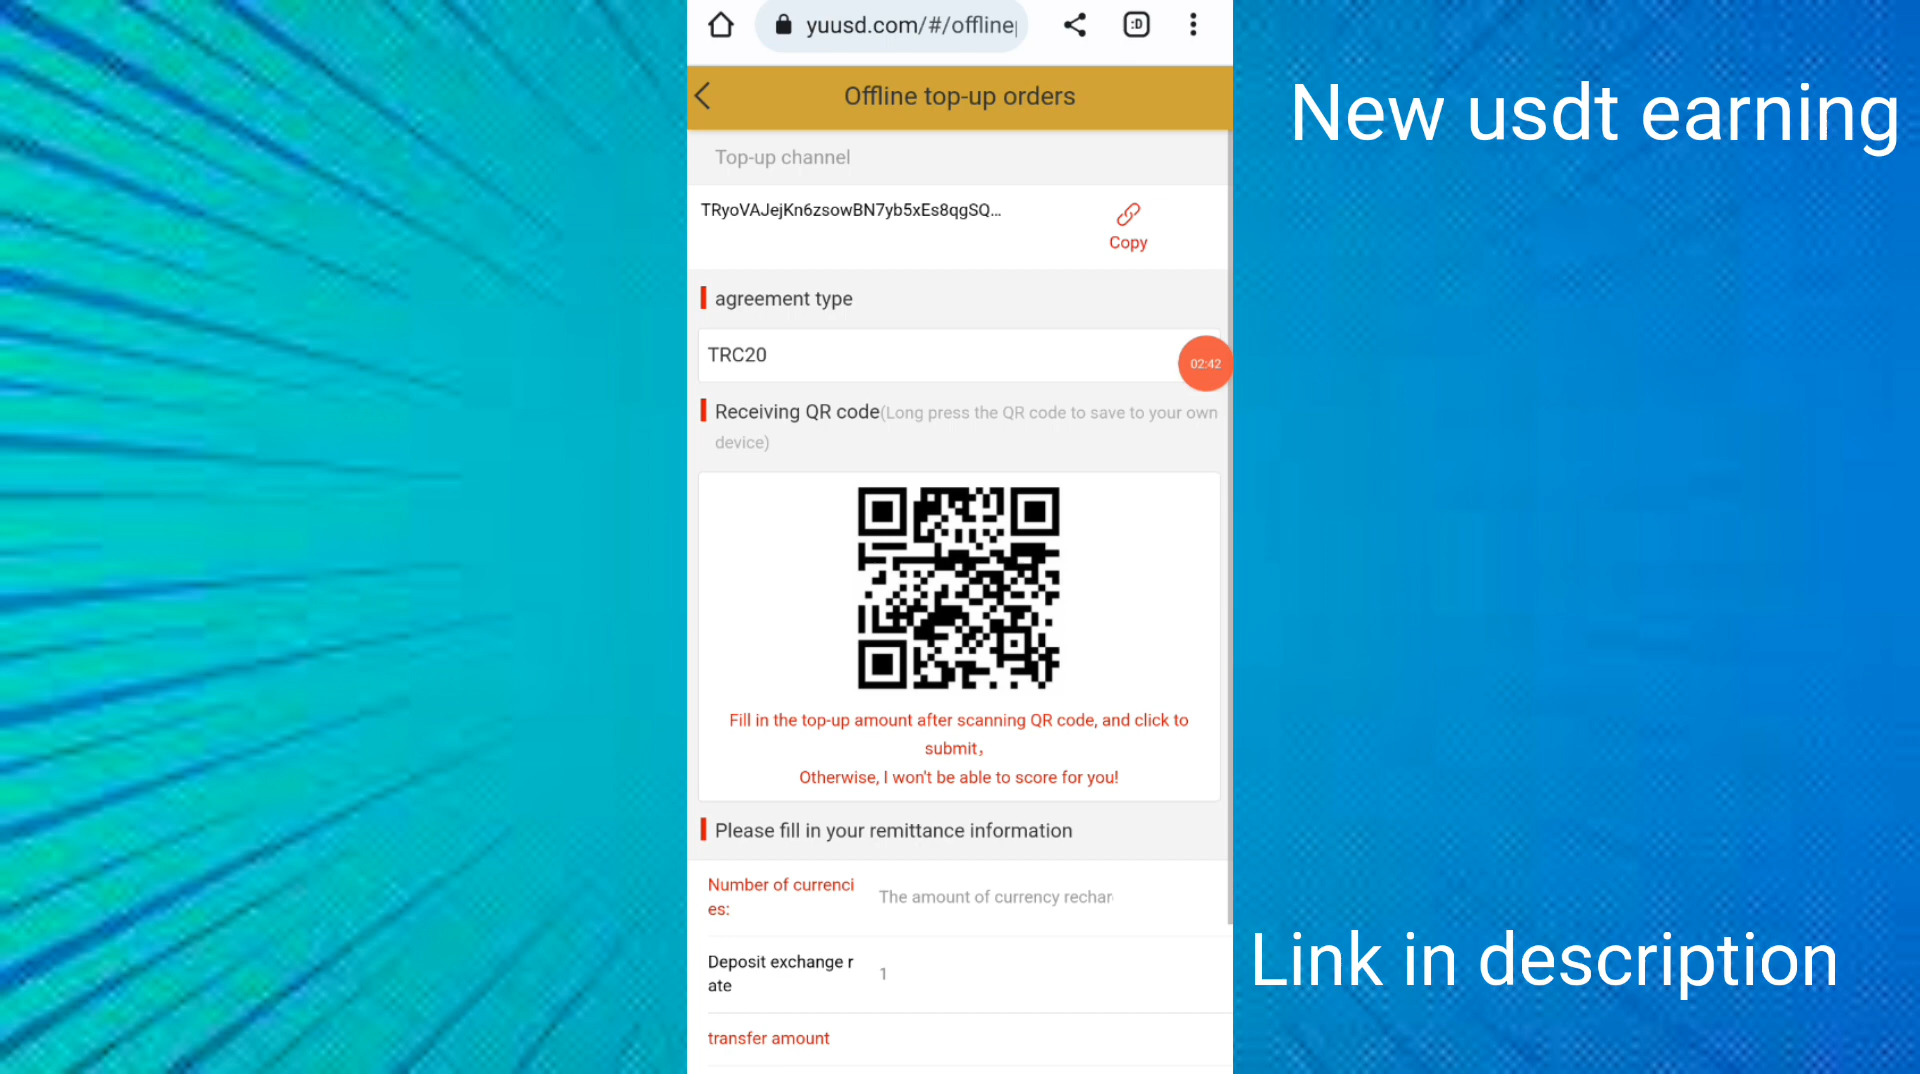 yuusd.com/#/offline
:D
Offline top-up orders
New usdt earning
Top-up channel
TRyoVAJejKn6zsowBN7yb5xEs8qgSQ...
Copy
agreement type
TRC20
02:42
Receiving QR code(Long press the QR code to save to your own
device)
Fill in the top-up amount after scanning QR code, and click to
submit，
Otherwise, I won't be able to score for you!
Please fill in your remittance information
Number of currenci
es:
The amount of currency rechar
Link in description
Deposit exchange r
ate
1
transfer amount